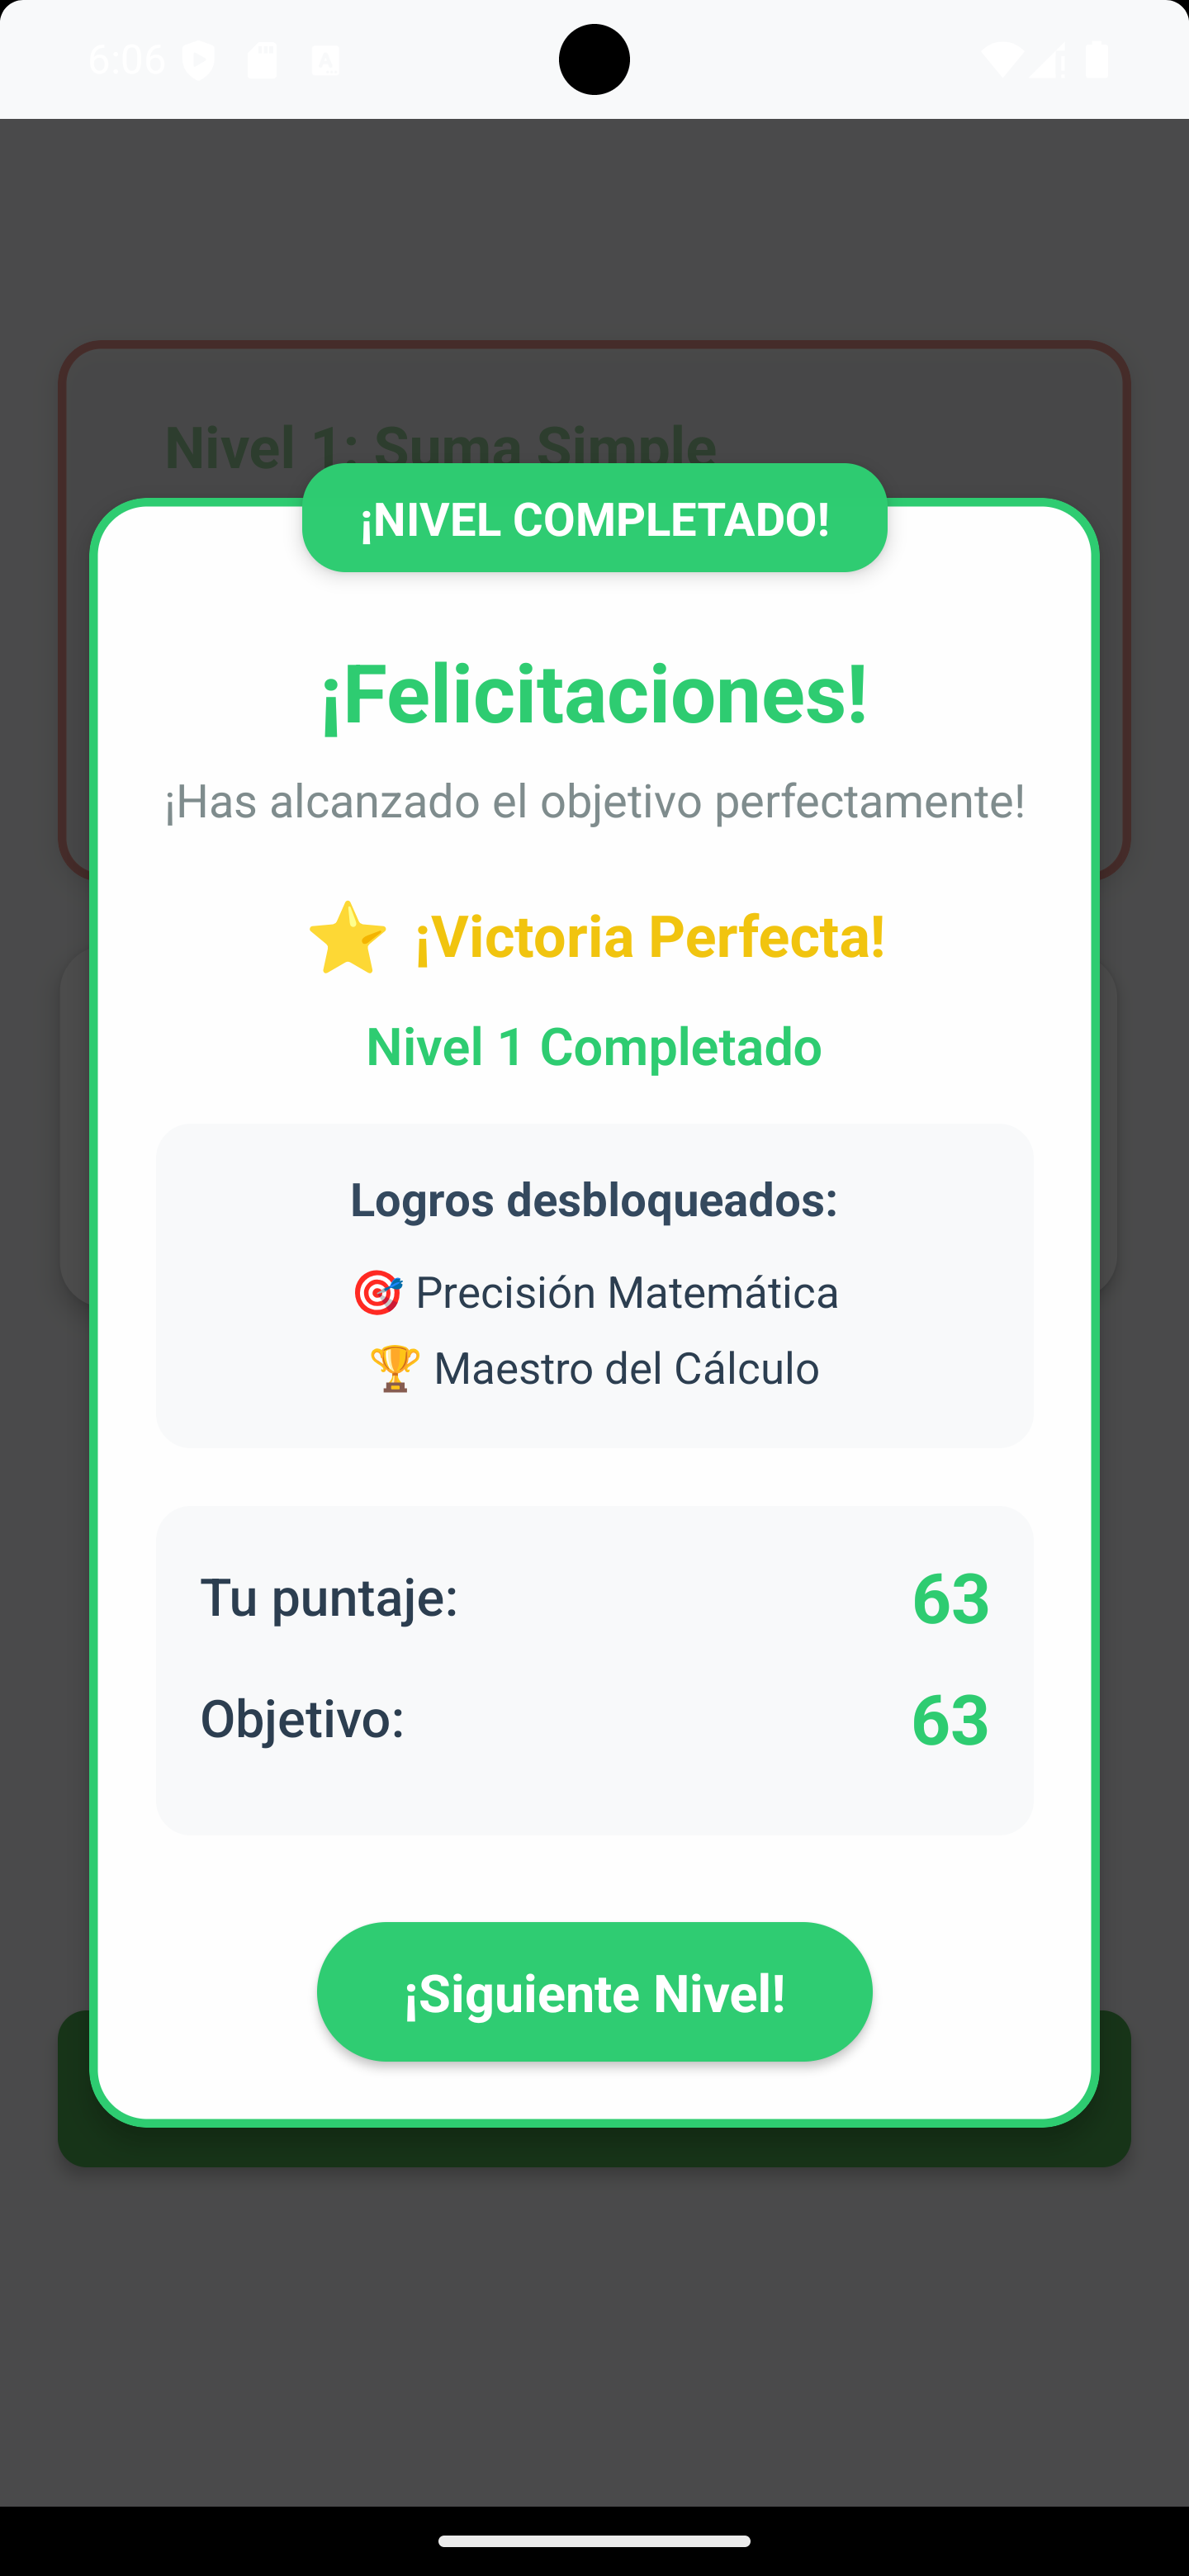 6:06
Nivel 1: Suma Simple
¡NIVEL COMPLETADO!
¡Felicitaciones!
¡Has alcanzado el objetivo perfectamente!
¡Victoria Perfecta!
Nivel 1 Completado
Logros desbloqueados:
Precisión Matemática
Maestro del Cálculo
Tu puntaje: 63
Objetivo: 63
¡Siguiente Nivel!